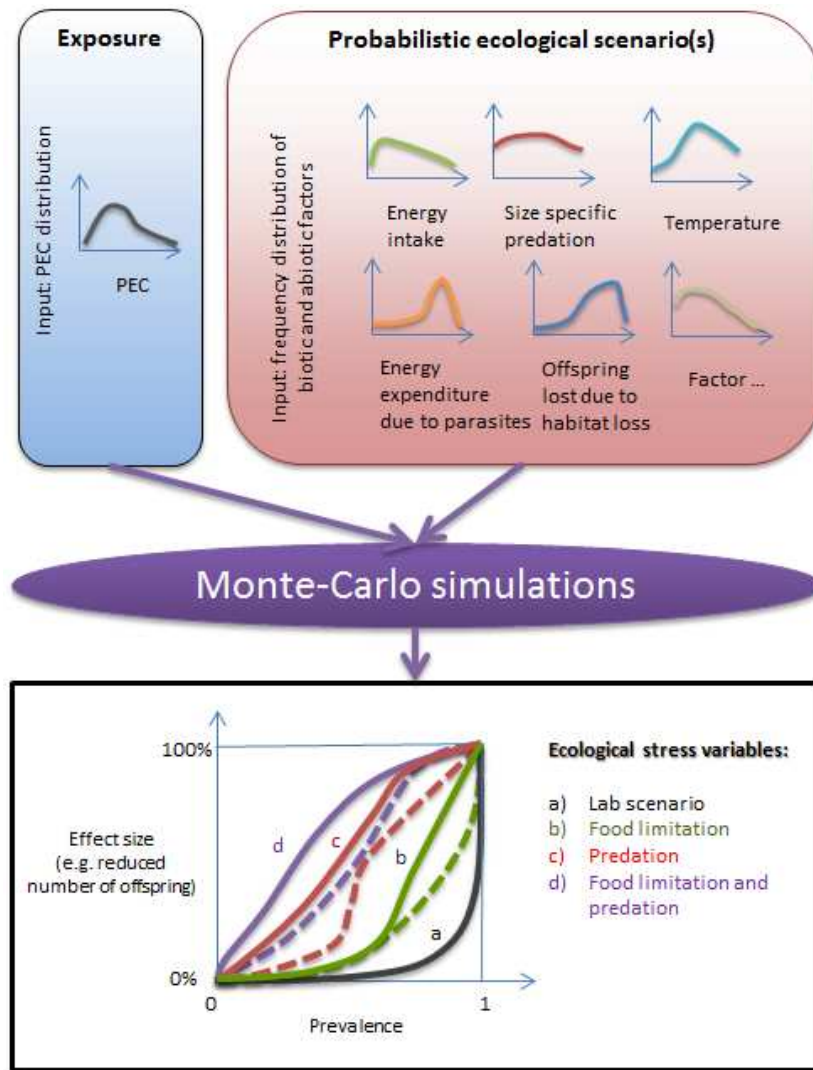 Exposure
Input: PEC distribution
PEC
Probabilistic ecological scenario(s)
Input: frequency distribution of
biotic and abiotic factors
Energy
intake
Size specific
predation
Temperature
Energy
expenditure
due to parasites
Offspring
lost due to
habitat loss
Factor ...
Monte-Carlo simulations
100%
Effect size
(e.g. reduced
number of offspring)
0%
0
1
Prevalence
d
c
b
a
Ecological stress variables:
a) Lab scenario
b) Food limitation
c) Predation
d) Food limitation and
predation